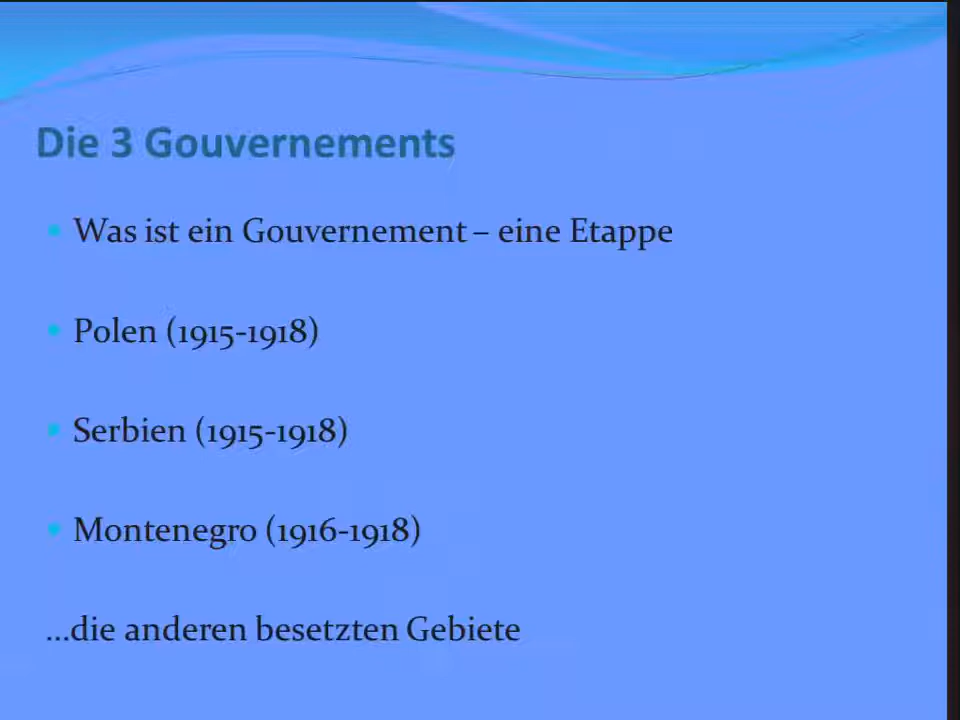 Die 3 Gouvernements
Was ist ein Gouvernement – eine Etappe
Polen (1915-1918)
Serbien (1915-1918)
Montenegro (1916-1918)
...die anderen besetzten Gebiete